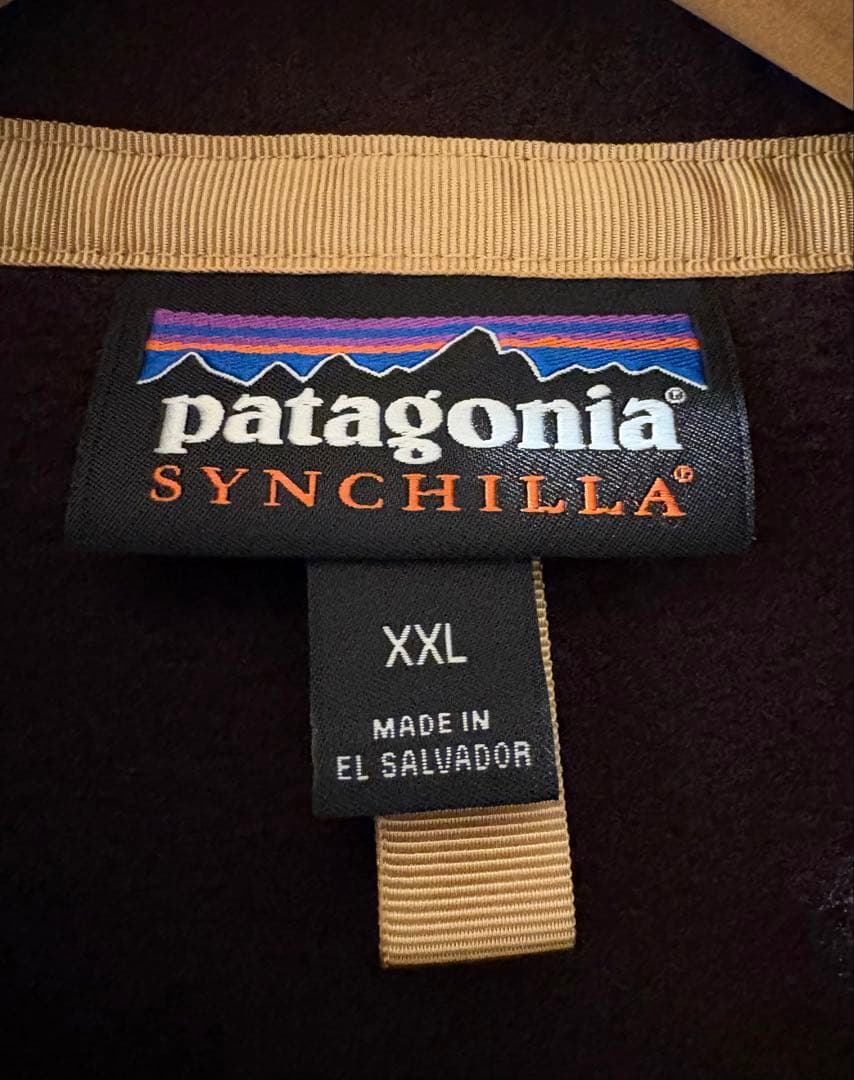 patagonia®
SYNCHILLA®
XXL
MADE IN
EL SALVADOR